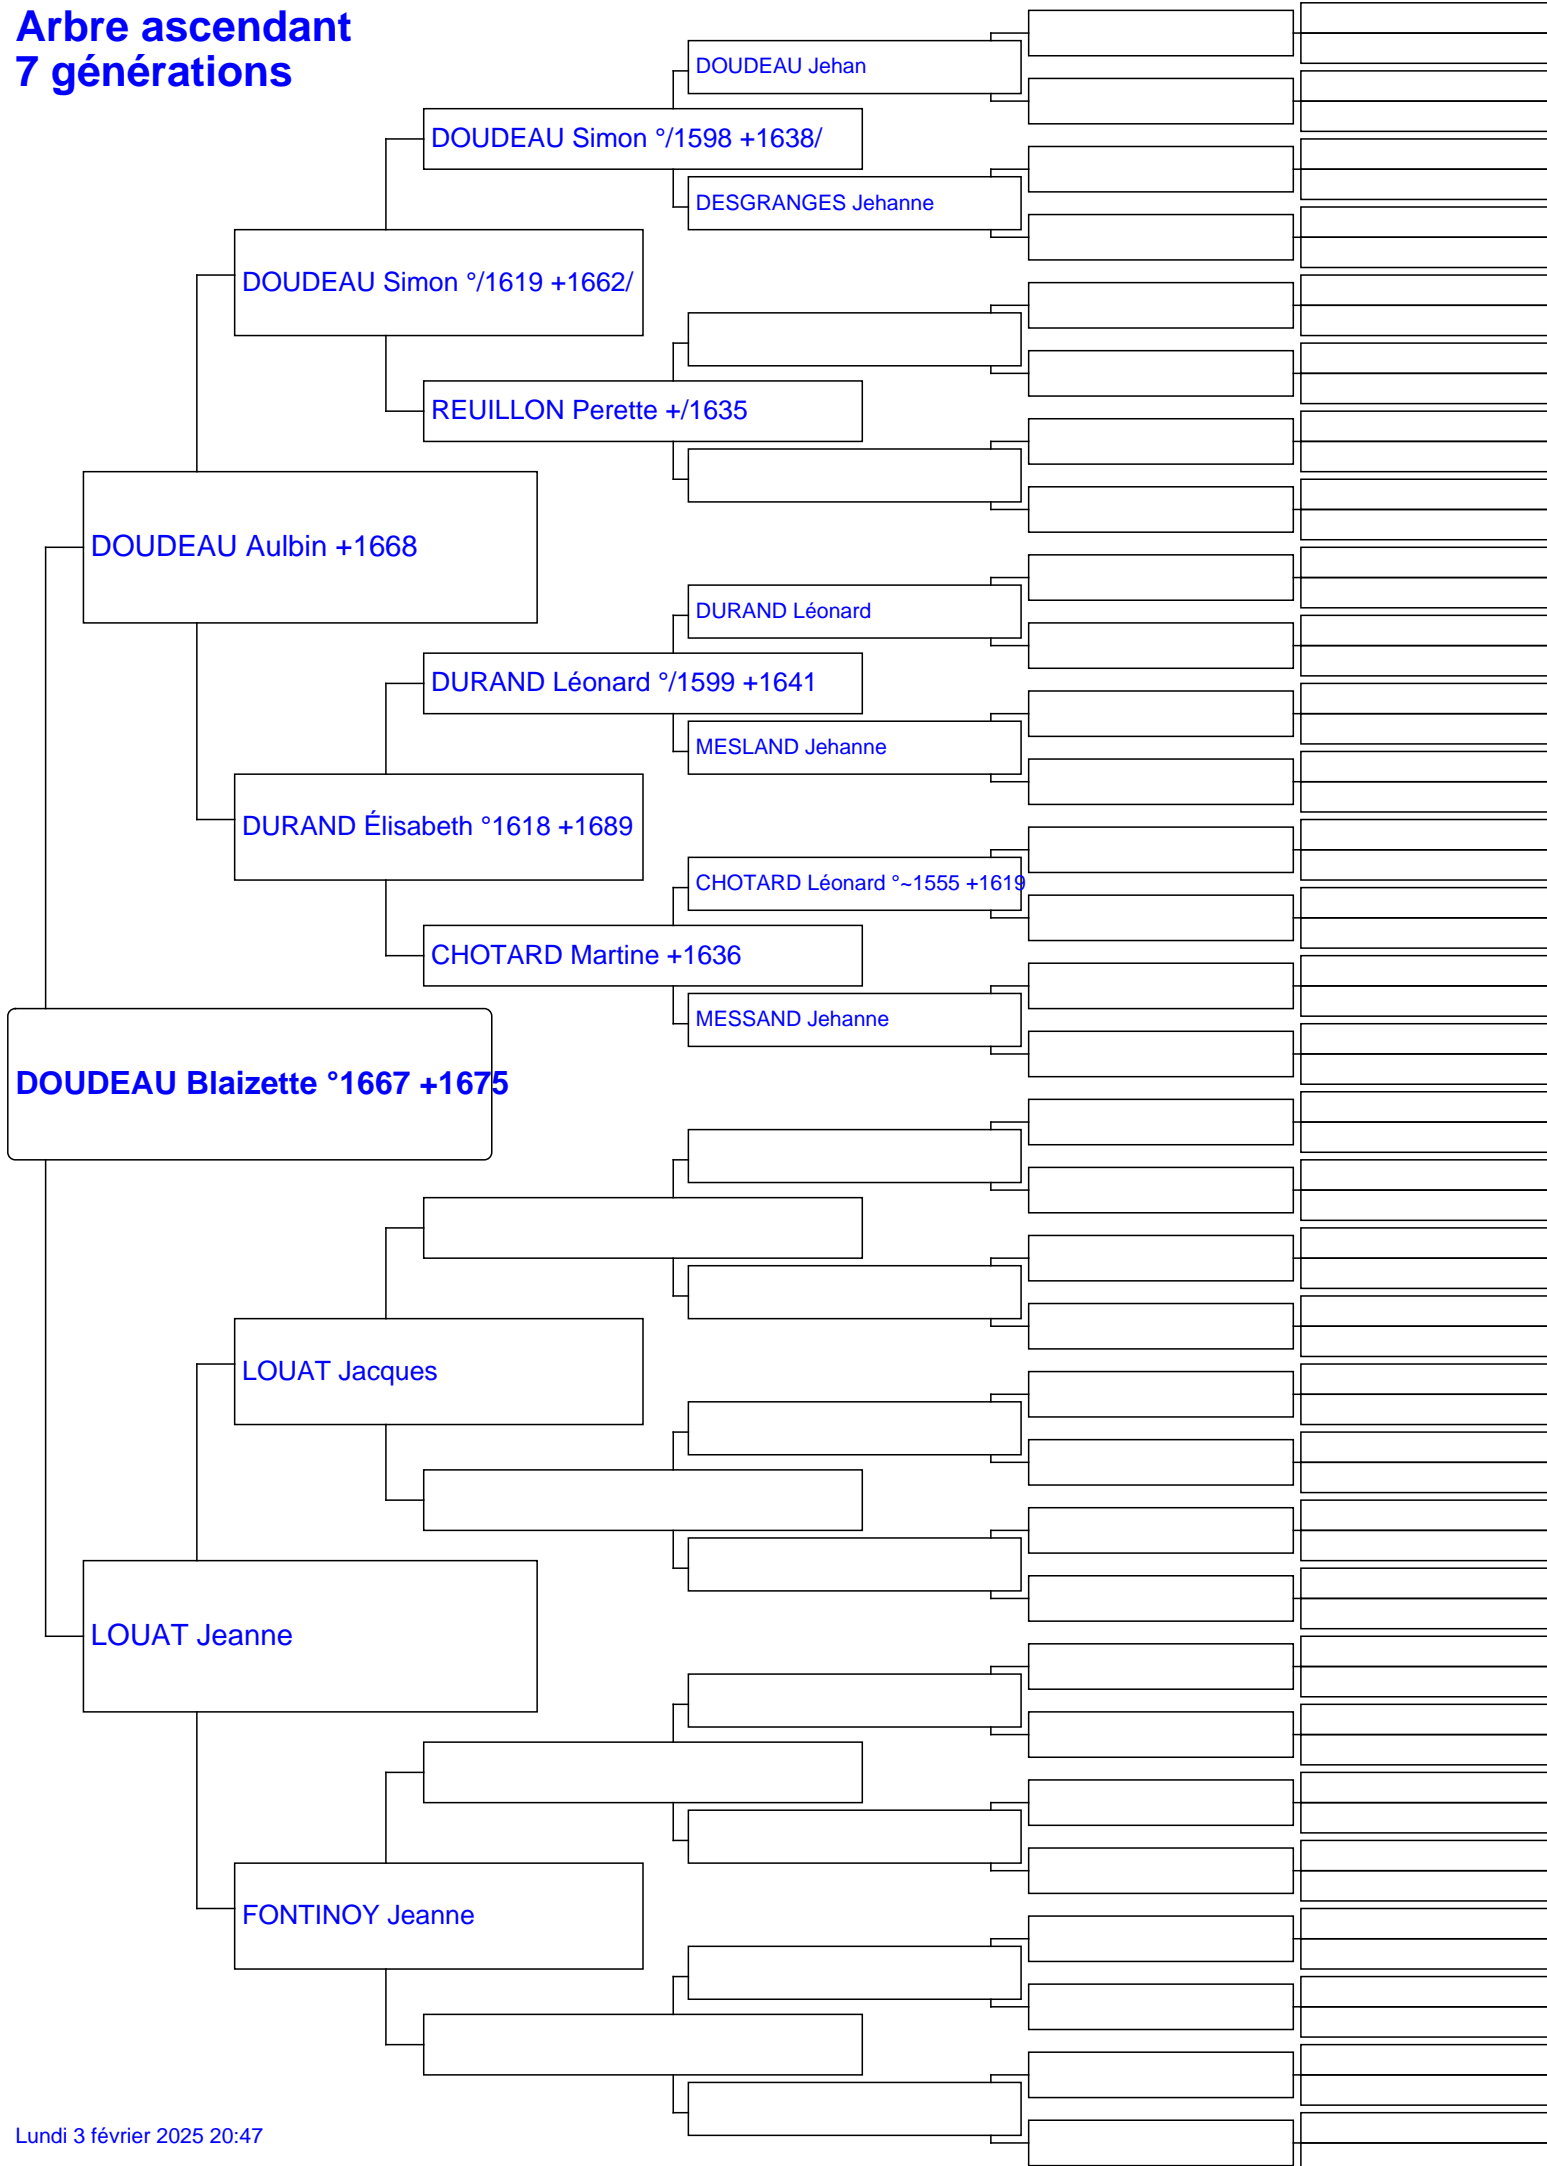 Arbre ascendant
7 générations
DOUDEAU Jehan
DOUDEAU Simon °/1598 +1638/
DESGRANGES Jehanne
DOUDEAU Simon °/1619 +1662/
REUILLON Perette +/1635
DOUDEAU Aulbin +1668
DURAND Léonard
DURAND Léonard °/1599 +1641
MESLAND Jehanne
DURAND Élisabeth °1618 +1689
CHOTARD Léonard °~1555 +1619
CHOTARD Martine +1636
MESSAND Jehanne
DOUDEAU Blaizette °1667 +1675
LOUAT Jacques
LOUAT Jeanne
FONTINOY Jeanne
Lundi 3 février 2025 20:47